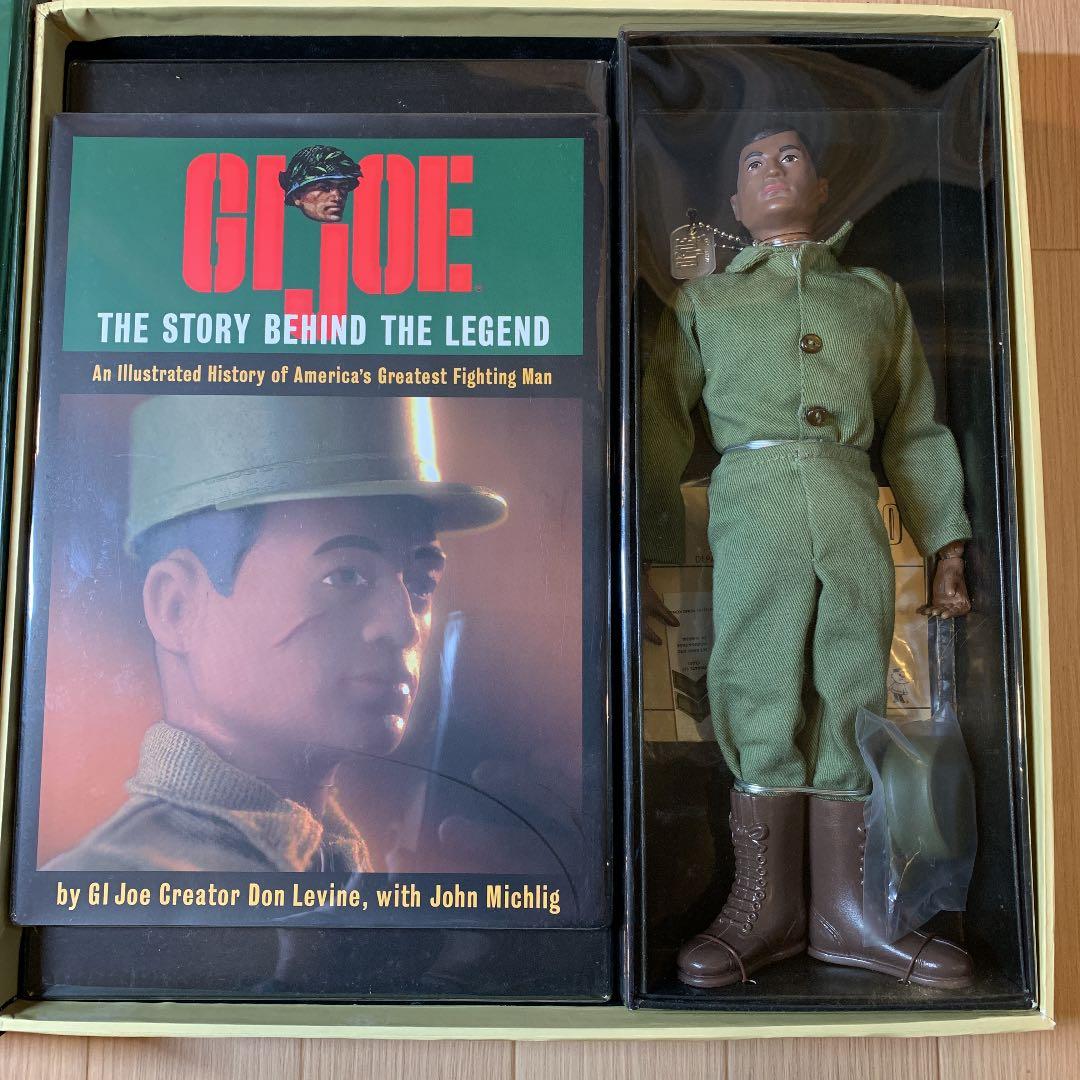 GI JOE
THE STORY BEHIND THE LEGEND
An Illustrated History of America's Greatest Fighting Man
by GI Joe Creator Don Levine, with John Michlig